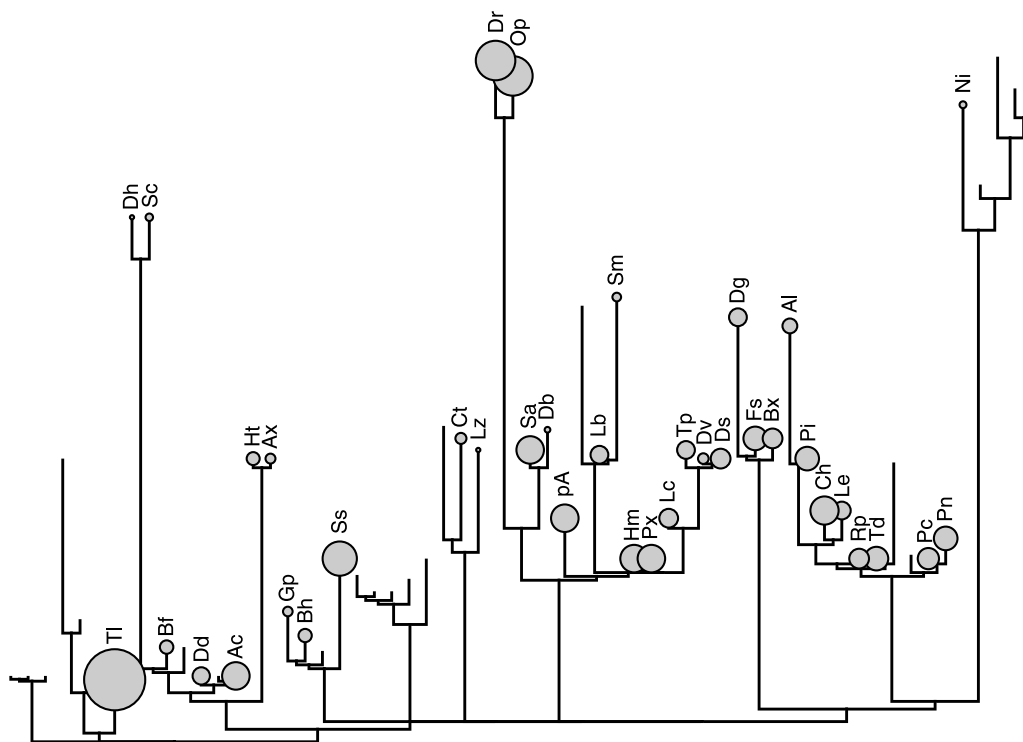 Dr
Op
Ni
Dh
Sc
Sm
Dg
Al
Ht
Ax
Ct
Lz
Sa
Db
Lb
Tp
Dv
Ds
Fs
Bx
Pi
pA
Lc
Ch
Le
Ss
Hm
Px
Rp
Td
Pc
Pn
Gp
Bh
Tl
Bf
Dd
Ac